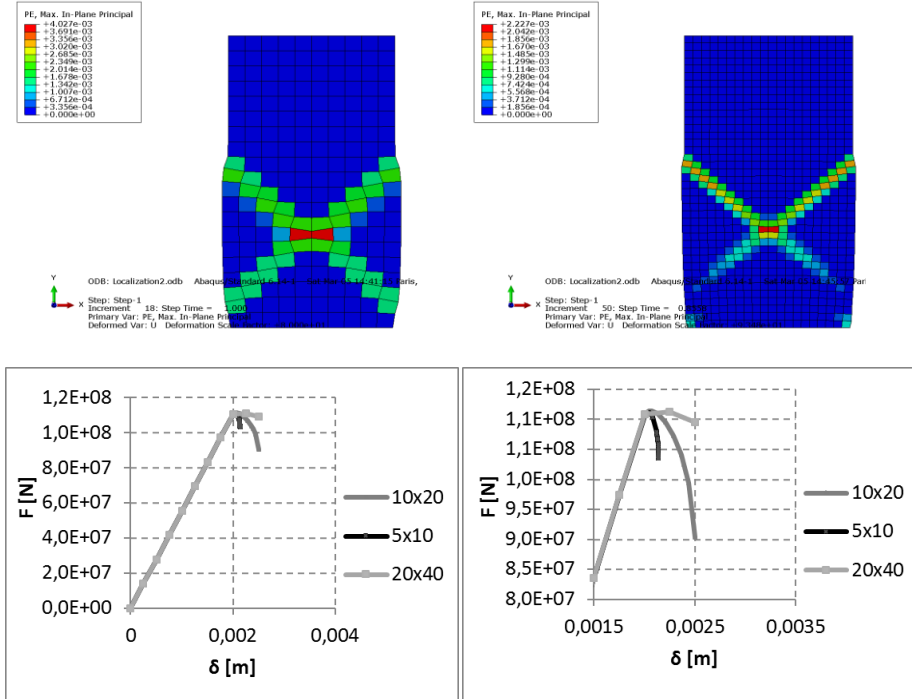 PE, Max. In-Plane Principal
+4.027e-03
+3.691e-03
+3.356e-03
+3.020e-03
+2.685e-03
+2.349e-03
+2.014e-03
+1.678e-03
+1.342e-03
+1.007e-03
+6.712e-04
+3.356e-04
+0.000e+00
Y
X
ODB: Localization2.odb Abaqus/Standard Paris,
Step: Step-1
Increment 18: Step Time = 1.000
Primary Var: PE, Max. In-Plane Principal
Deformed Var: U Deformation Scale
PE, Max. In-Plane Principal
+2.227e-03
+2.042e-03
+1.856e-03
+1.670e-03
+1.485e-03
+1.299e-03
+1.114e-03
+9.280e-04
+7.424e-04
+5.568e-04
+3.712e-04
+1.856e-04
+0.000e+00
Y
X
ODB: Localization2.odb
Step: Step-1
Increment 50: Step Time =
Primary Var: PE, Max. In-Plane Principal
Deformed Var: U Deformation Scale
1,2E+08
1,0E+08
8,0E+07
6,0E+07
4,0E+07
2,0E+07
0,0E+00
F [N]
0
0,002
0,004
δ [m]
10x20
5x10
20x40
1,2E+08
1,1E+08
1,1E+08
1,0E+08
9,5E+07
9,0E+07
8,5E+07
8,0E+07
F [N]
0,0015
0,0025
0,0035
δ [m]
10x20
5x10
20x40